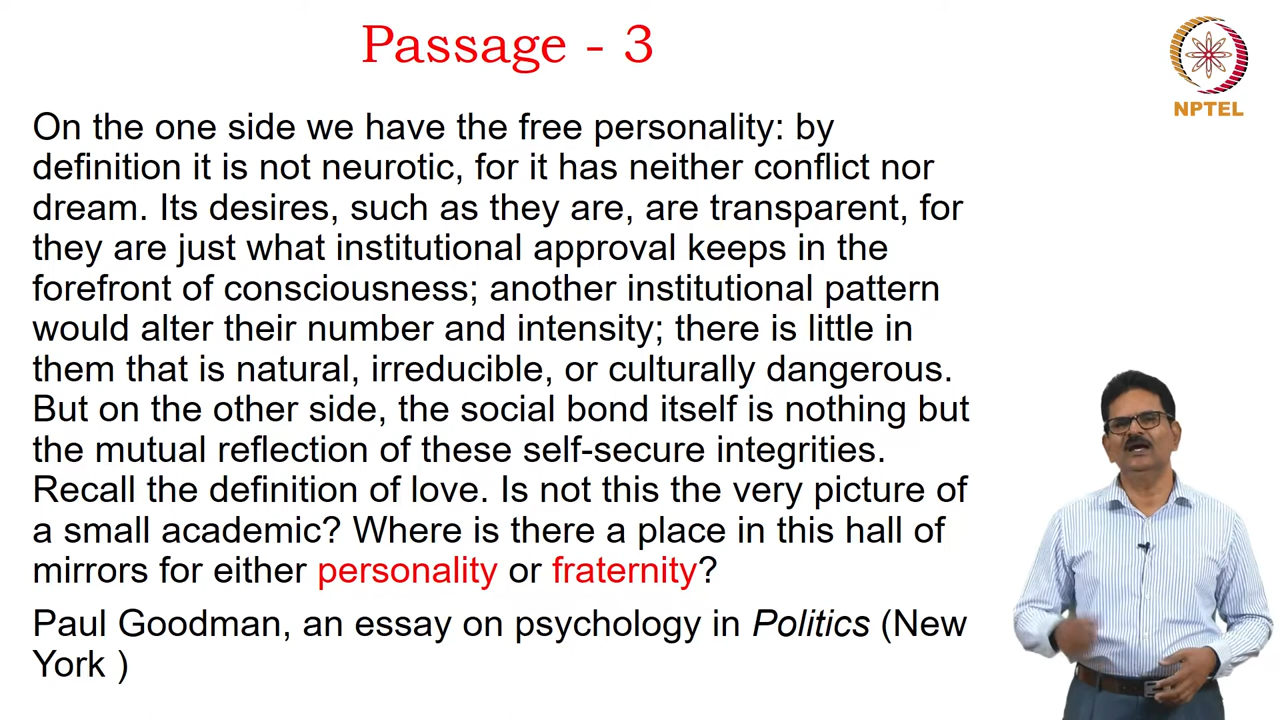 Passage - 3
NPTEL
On the one side we have the free personality: by
definition it is not neurotic, for it has neither conflict nor
dream. Its desires, such as they are, are transparent, for
they are just what institutional approval keeps in the
forefront of consciousness; another institutional pattern
would alter their number and intensity; there is little in
them that is natural, irreducible, or culturally dangerous.
But on the other side, the social bond itself is nothing but
the mutual reflection of these self-secure integrities.
Recall the definition of love. Is not this the very picture of
a small academic? Where is there a place in this hall of
mirrors for either personality or fraternity?
Paul Goodman, an essay on psychology in Politics (New
York )